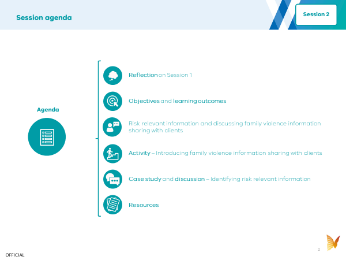 Session agenda
Session 2
Agenda
Reflection on Session 1
Objectives and learning outcomes
Risk relevant information and discussing family violence information
sharing with clients
Activity – Introducing family violence information sharing with clients
Case study and discussion – Identifying risk relevant information
Resources
OFFICIAL